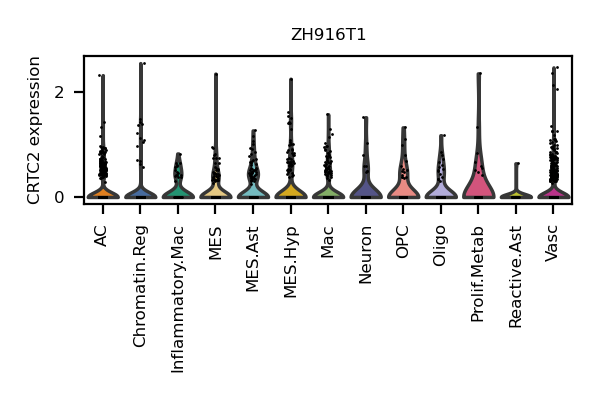 ZH916T1
CRTC2 expression
2
0
AC
Chromatin.Reg
Inflammatory.Mac
MES
MES.Ast
MES.Hyp
Mac
Neuron
OPC
Oligo
Prolif.Metab
Reactive.Ast
Vasc